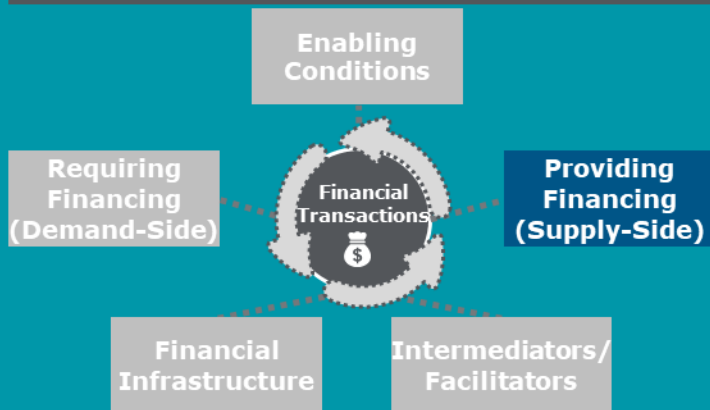 Enabling
Conditions
Requiring
Financing
(Demand-Side)
Financial
Transactions
$
Providing
Financing
(Supply-Side)
Financial
Infrastructure
Intermediators/
Facilitators